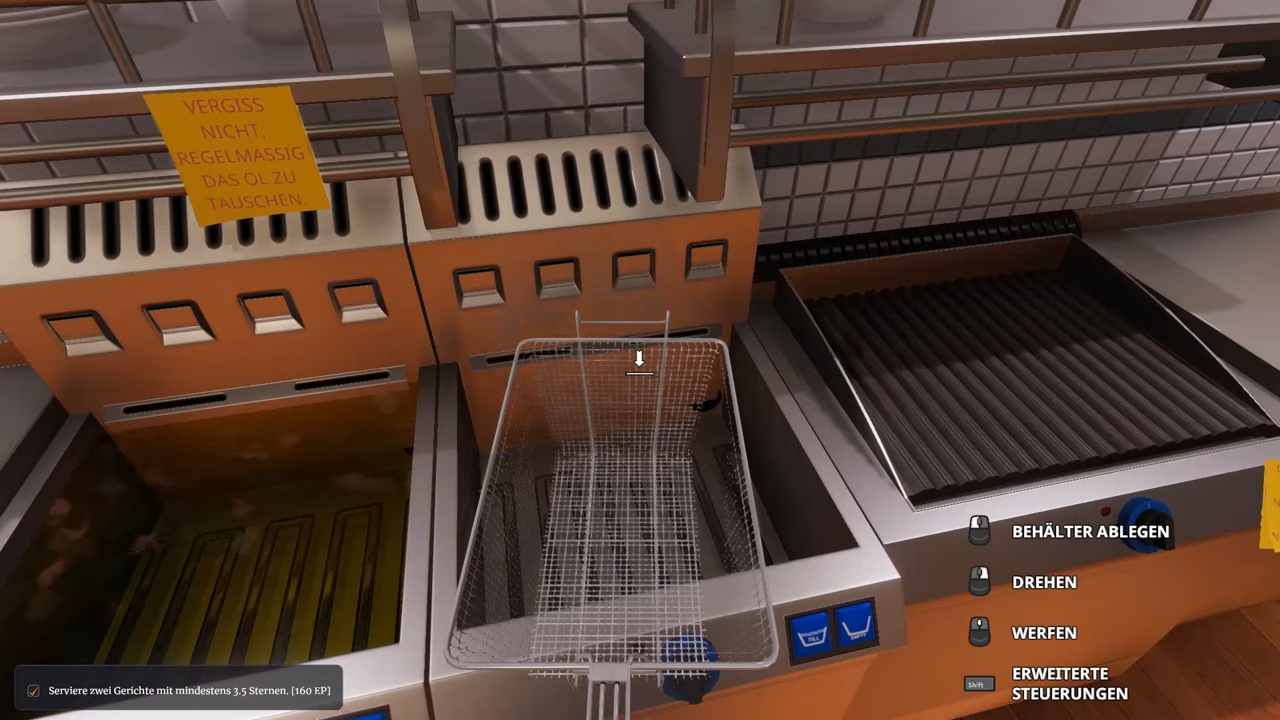 VERGISS
NICHT,
REGELMÄSSIG
DAS ÖL ZU
TAUSCHEN.
BEHÄLTER ABLEGEN
DREHEN
FILL
EMPTY
WERFEN
Shift
ERWEITERTE
STEUERUNGEN
Serviere zwei Gerichte mit mindestens 3.5 Sternen. [160 EP]